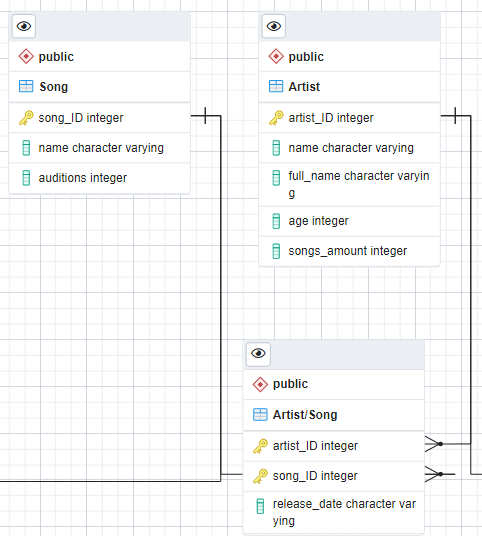 public
Song
song_ID integer
name character varying
auditions integer
public
Artist
artist_ID integer
name character varying
full_name character varyin
g
age integer
songs_amount integer
public
Artist/Song
artist_ID integer
song_ID integer
release_date character var
ying